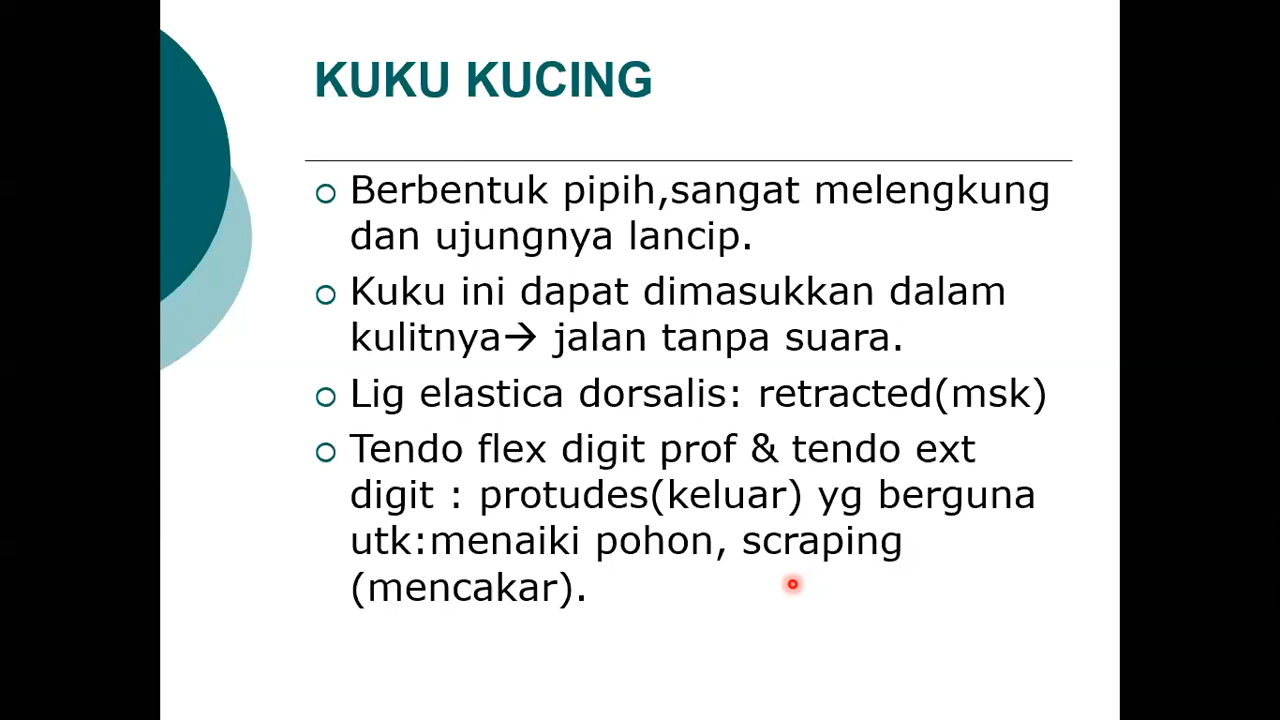 KUKU KUCING
Berbentuk pipih,sangat melengkung
dan ujungnya lancip.
Kuku ini dapat dimasukkan dalam
kulitnya→ jalan tanpa suara.
Lig elastica dorsalis: retracted(msk)
Tendo flex digit prof & tendo ext
digit : protudes(keluar) yg berguna
utk:menaiki pohon, scraping
(mencakar).